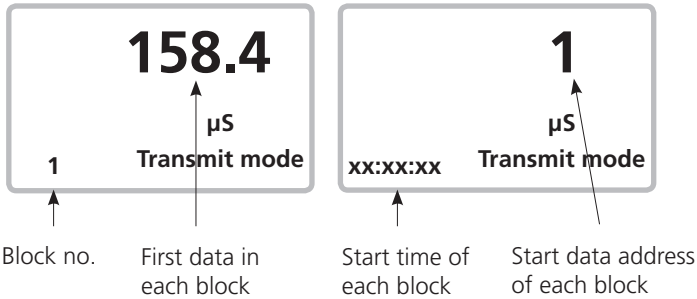 158.4
µS
1 Transmit mode
1
µS
xx:xx:xx Transmit mode
Block no.
First data in
each block
Start time of
each block
Start data address
of each block